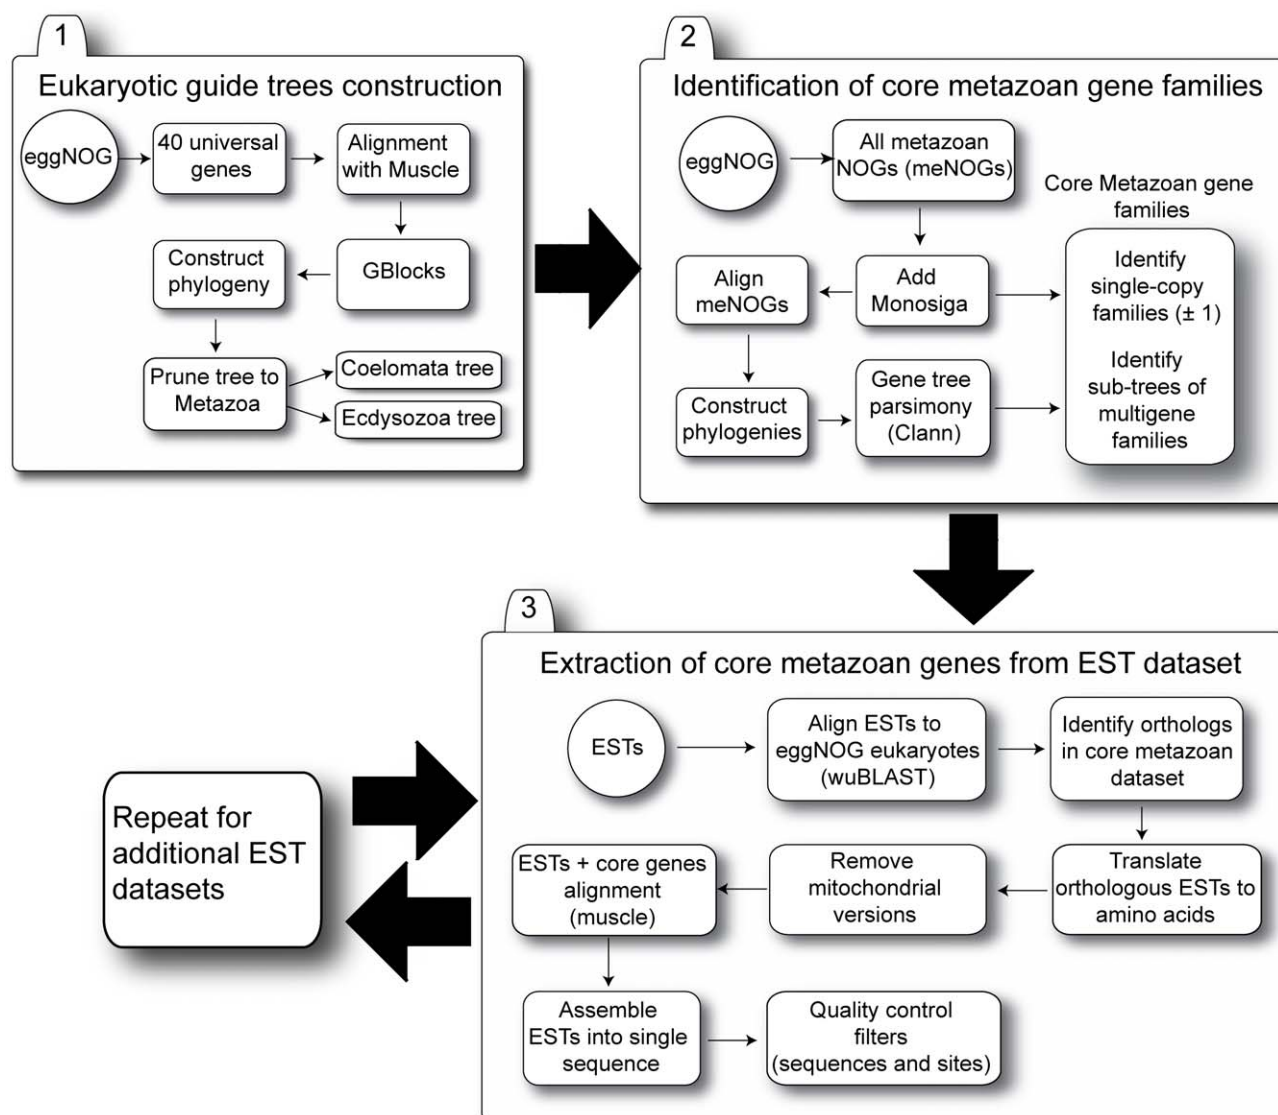 1
Eukaryotic guide trees construction
eggNOG
40 universal
genes
Alignment
with Muscle
GBlocks
Construct
phylogeny
Prune tree to
Metazoa
Coelomata tree
Ecdysozoa tree
2
Identification of core metazoan gene families
eggNOG
All metazoan
NOGs (meNOGs)
Core Metazoan gene
families
Add
Monosiga
Align
meNOGs
Identify
single-copy
families (± 1)
Construct
phylogenies
Gene tree
parsimony
(Clann)
Identify
sub-trees of
multigene
families
3
Extraction of core metazoan genes from EST dataset
ESTs
Align ESTs to
eggNOG eukaryotes
(wuBLAST)
Identify orthologs
in core metazoan
dataset
Translate
orthologous ESTs to
amino acids
Remove
mitochondrial
versions
ESTs + core genes
alignment
(muscle)
Assemble
ESTs into single
sequence
Quality control
filters
(sequences and sites)
Repeat for
additional EST
datasets